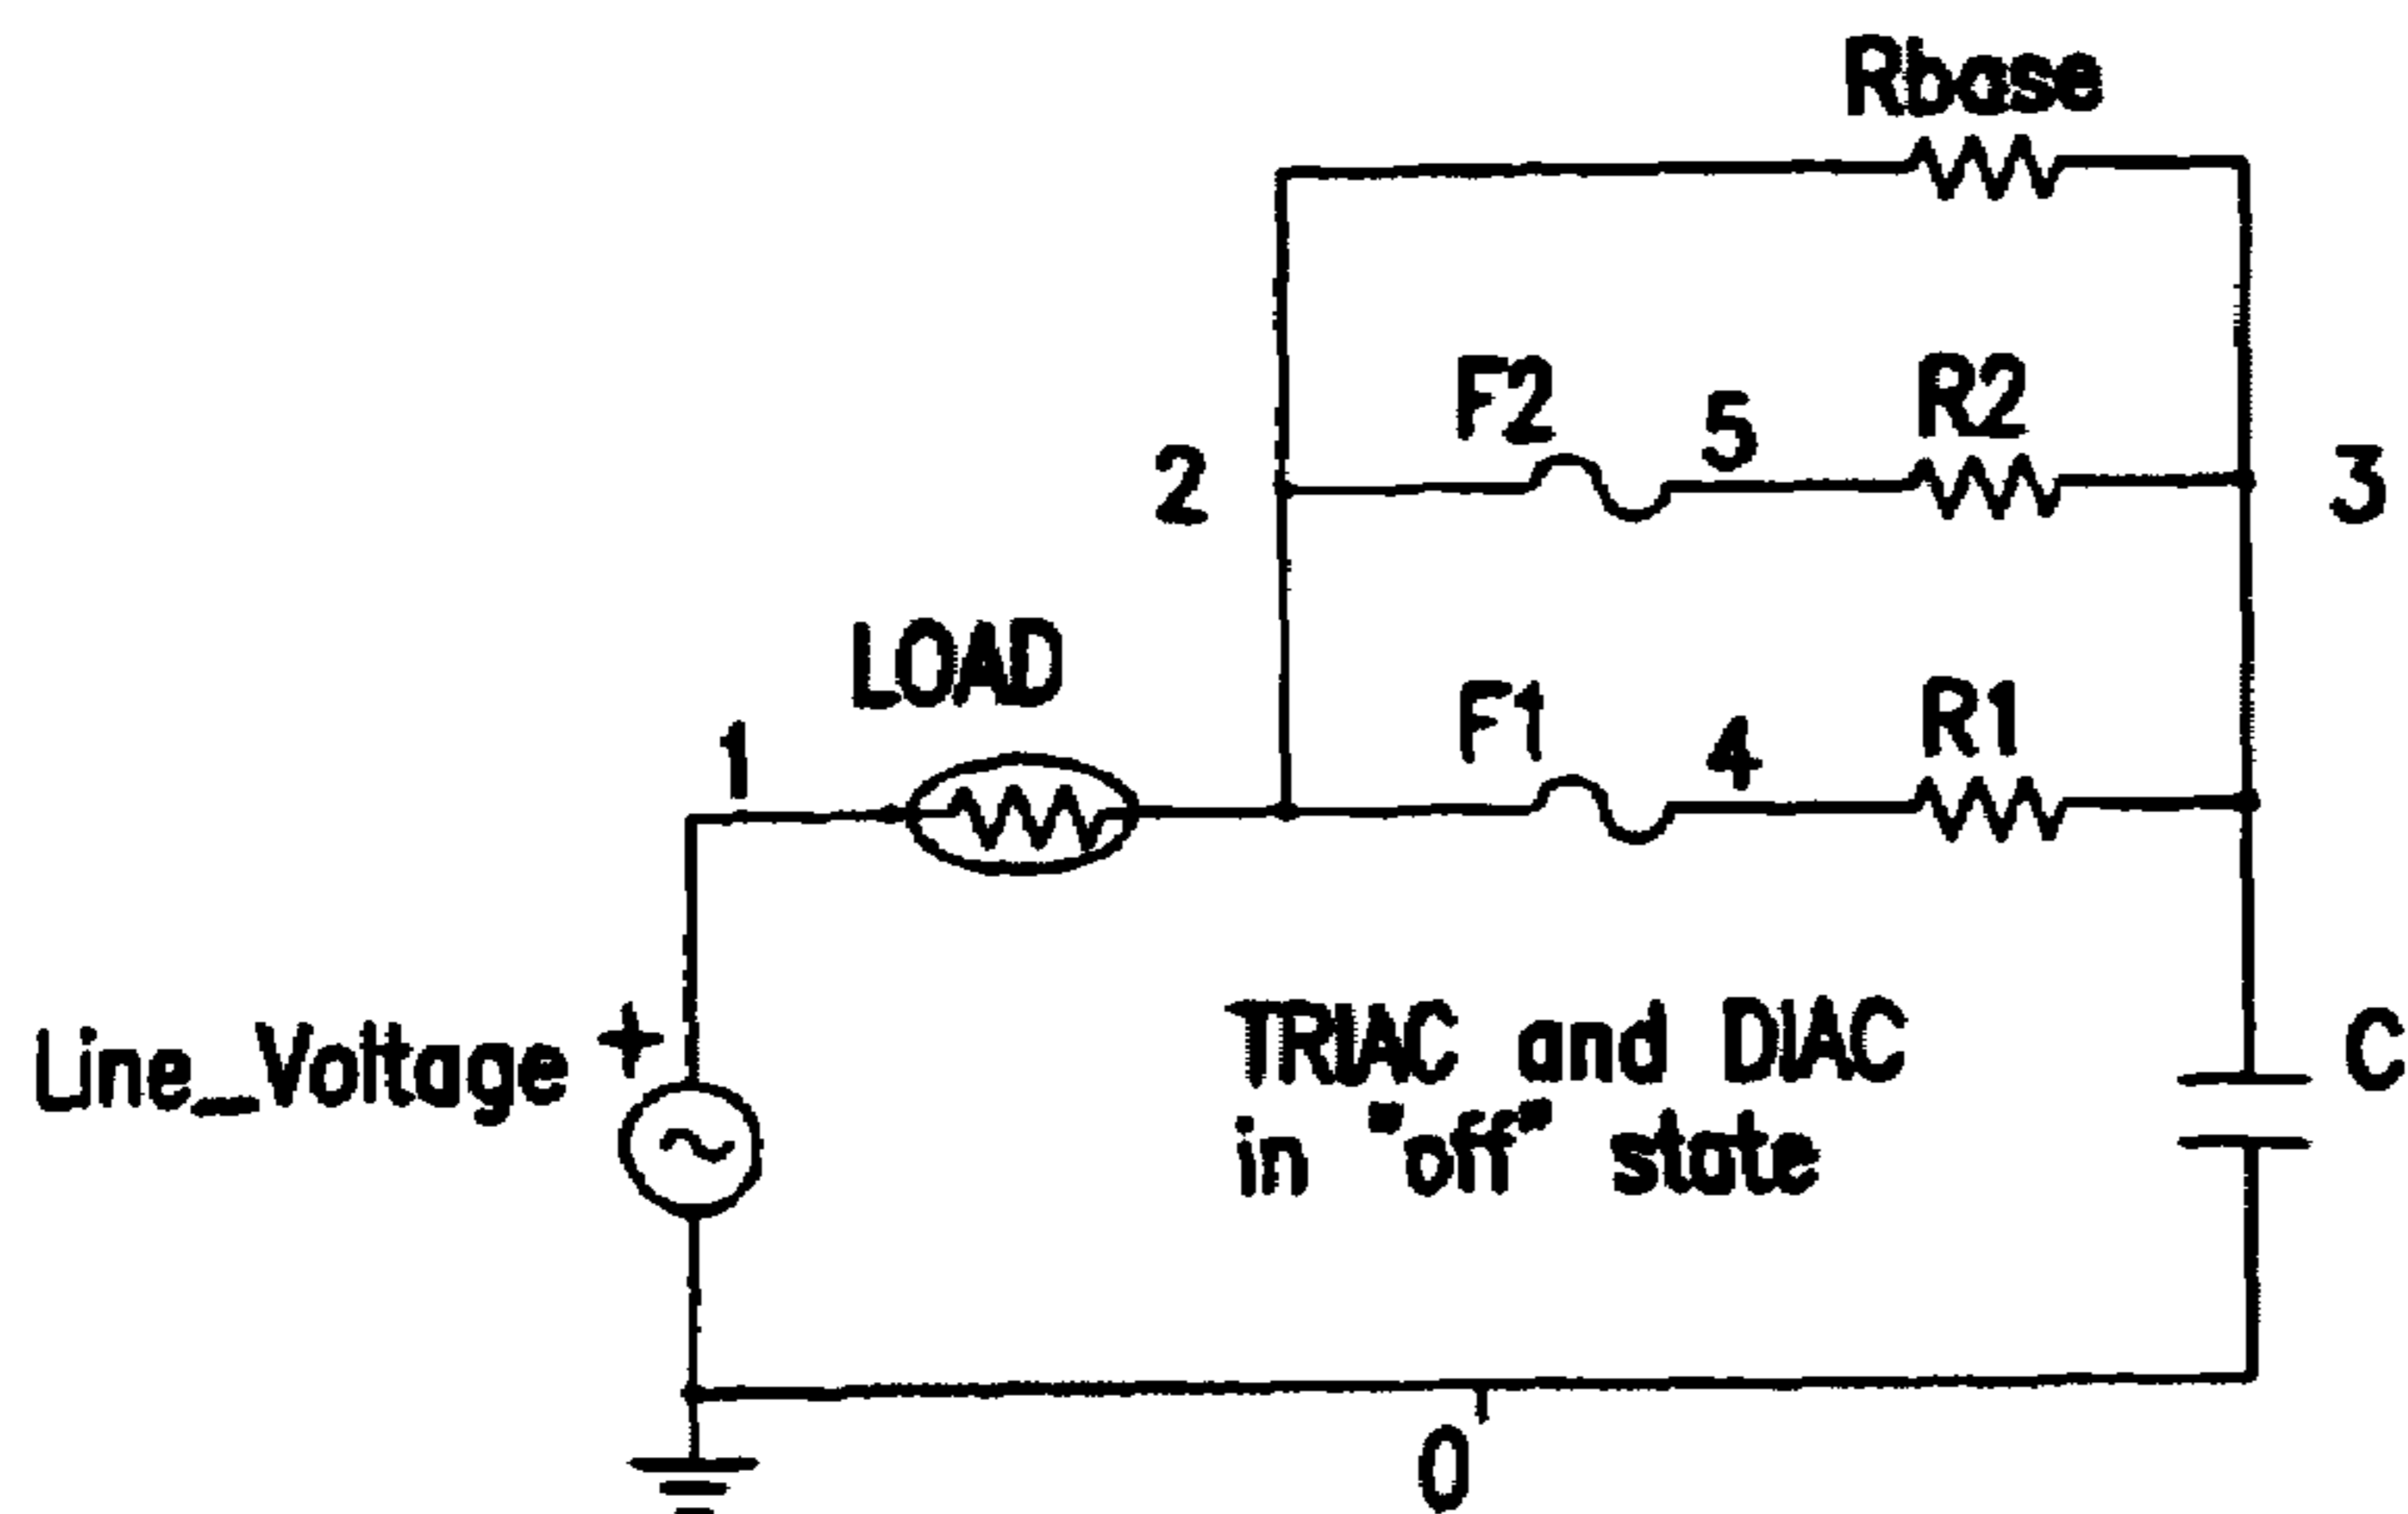 Rbase
F2
5
R2
2
3
LOAD
F1
4
R1
1
Line_Voltage
+
TRIAC and DIAC
in "off" state
C
0